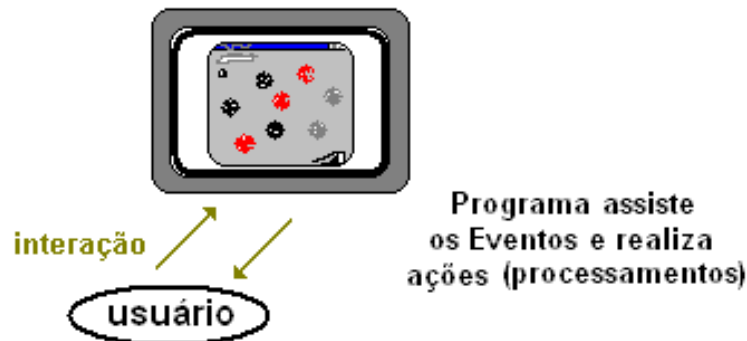 Programa assiste
os Eventos e realiza
ações (processamentos)
interação
usuário